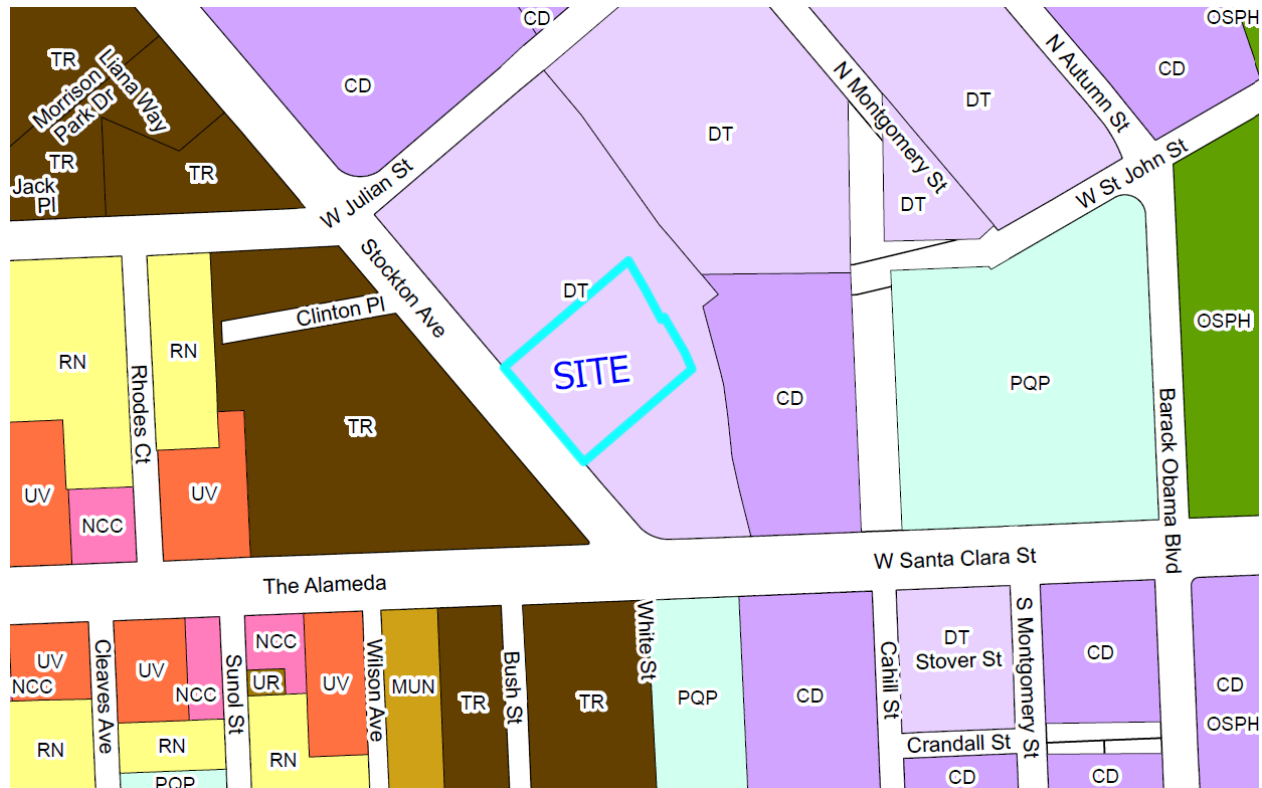 CD
OSPH
TR
Liana Way
Morrison
Park Dr
CD
N Montgomery St
N Autumn St
CD
DT
DT
TR
TR
Jack
Pl
W Julian St
W St John St
DT
Stockton Ave
DT
Clinton Pl
OSPH
RN
RN
SITE
PQP
Rhodes Ct
CD
Barack Obama Blvd
TR
UV
UV
NCC
W Santa Clara St
The Alameda
Cleaves Ave
UV
NCC
RN
UV
NCC
RN
PQP
Sumol St
NCC
UR
RN
UV
Wilson Ave
MUN
TR
Bush St
TR
White St
PQP
CD
Cahill St
DT
Stover St
S Montgomery St
Crandall St
CD
CD
CD
CD
OSPH